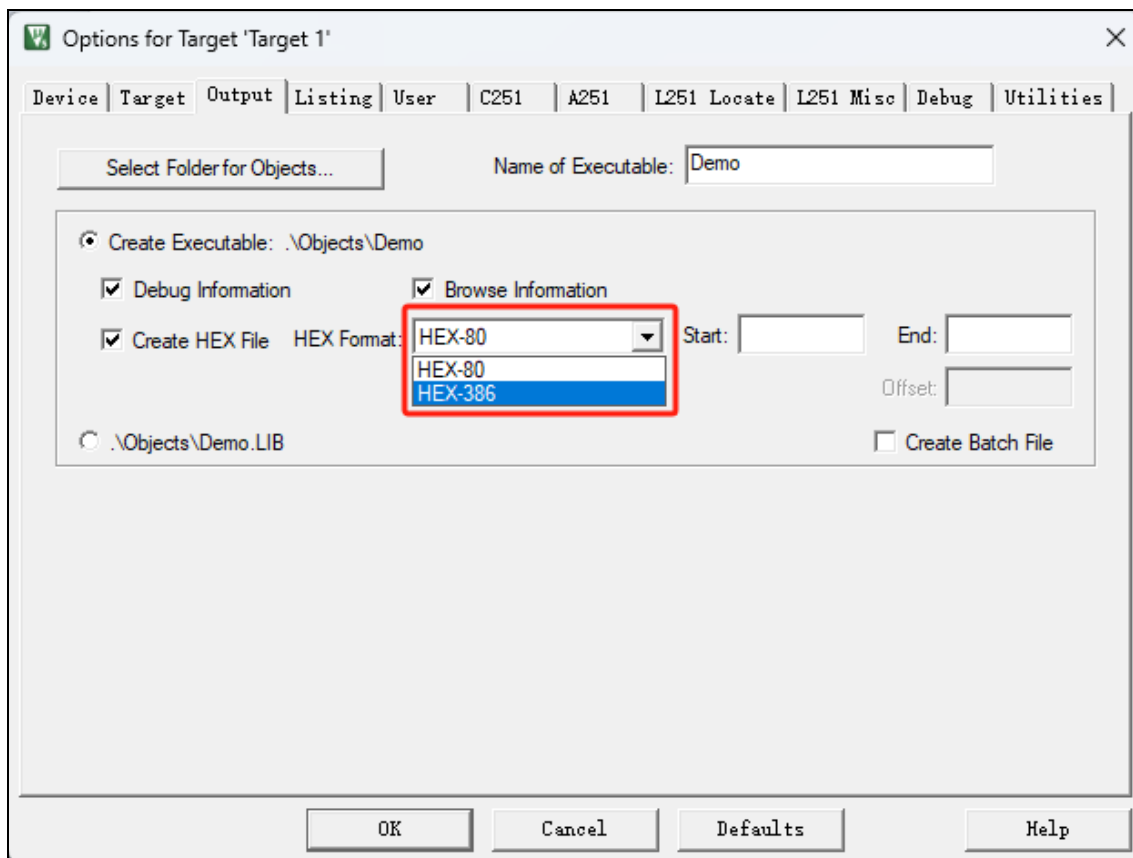 Options for Target 'Target 1'
Device Target Output Listing User C251 A251 L251 Locate L251 Misc Debug Utilities
Select Folder for Objects... Name of Executable: Demo
Create Executable: .\Objects\Demo
Debug Information Browse Information
Create HEX File HEX Format: HEX-80 Start: End:
HEX-80
HEX-386 Offset:
.\Objects\Demo.LIB Create Batch File
OK Cancel Defaults Help